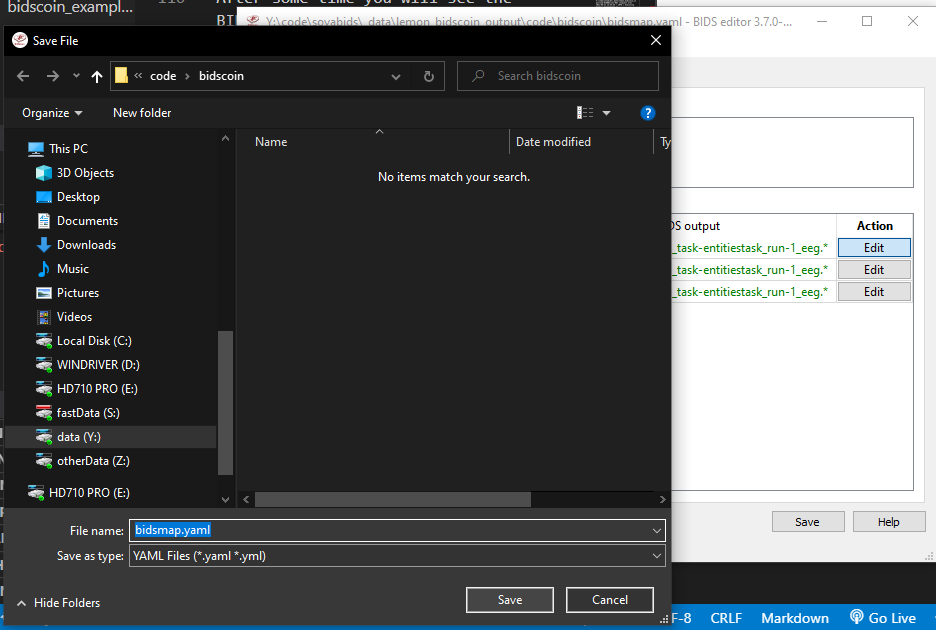 bidscoin_exampl...
116 After some time you will see the
Y:\code\sovabids\_data\lemon_bidscoin_output\code\bidscoin\bidsmap.yaml - BIDS editor 3.7.0-...
Save File
code bidscoin
Search bidscoin
Organize New folder
This PC
3D Objects
Desktop
Documents
Downloads
Music
Pictures
Videos
Local Disk (C:)
WINDRIVER (D:)
HD710 PRO (E:)
fastData (S:)
data (Y:)
otherData (Z:)
HD710 PRO (E:)
Name Date modified Ty
No items match your search.
DS output Action
_task-entitiestask_run-1_eeg.* Edit
_task-entitiestask_run-1_eeg.* Edit
_task-entitiestask_run-1_eeg.* Edit
Save Help
File name: bidsmap.yaml
Save as type: YAML Files (*.yaml *.yml)
Hide Folders Save Cancel
F-8 CRLF Markdown Go Live